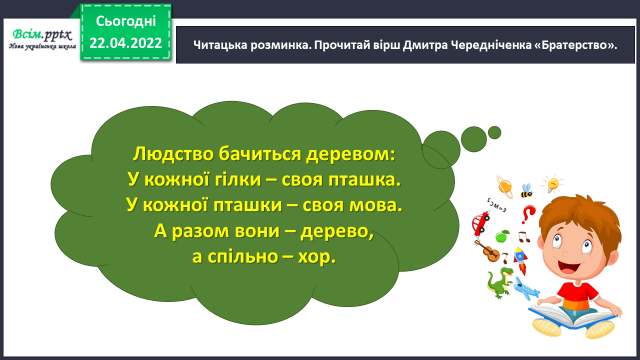 Всім.pptx
Нова українська школа
Сьогодні
22.04.2022
Читацька розминка. Прочитай вірш Дмитра Чередніченка «Братерство».
Людство бачиться деревом:
У кожної гілки – своя пташка.
У кожної пташки – своя мова.
А разом вони – дерево,
а спільно – хор.